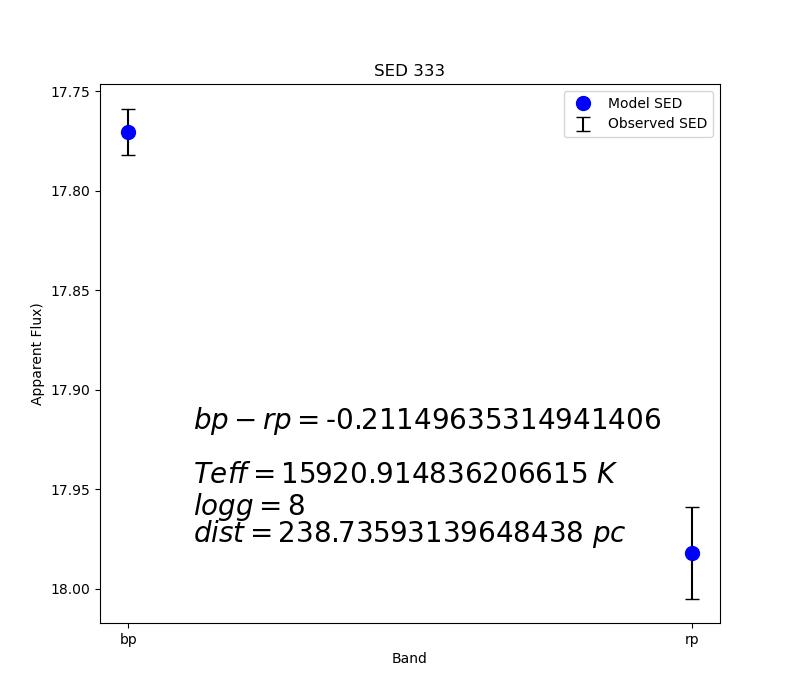 SED 333
Model SED
Observed SED
17.75
17.80
17.85
17.90
17.95
18.00
Apparent Flux)
bp − rp = -0.21149635314941406
Teff = 15920.914836206615 K
logg = 8
dist = 238.73593139648438 pc
bp
rp
Band